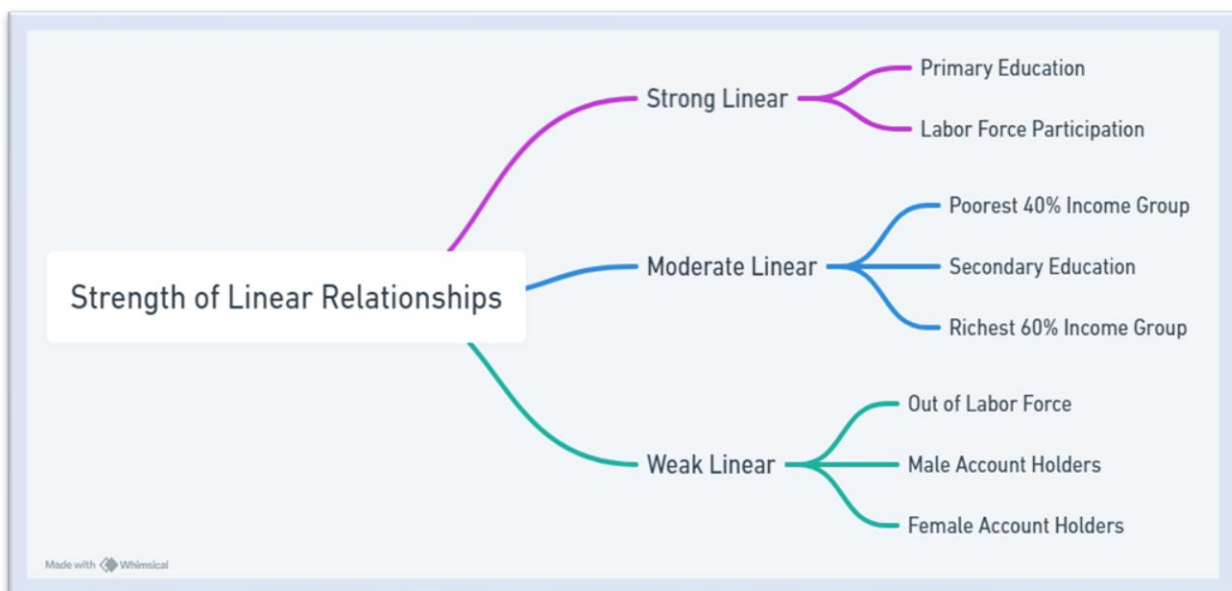 Strength of Linear Relationships
Strong Linear
Primary Education
Labor Force Participation
Moderate Linear
Poorest 40% Income Group
Secondary Education
Richest 60% Income Group
Weak Linear
Out of Labor Force
Male Account Holders
Female Account Holders
Made with Whimsical